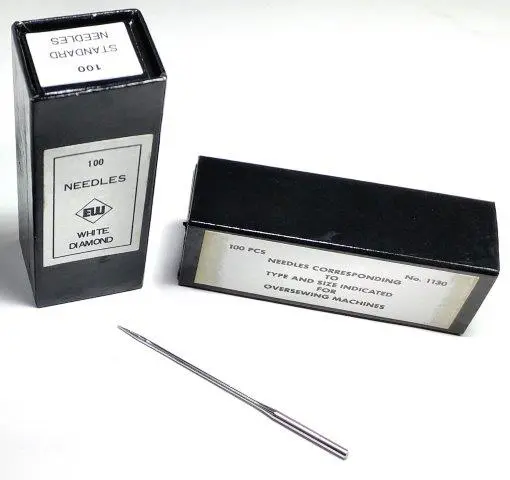 100
STANDARD
NEEDLES
100
NEEDLES
EW
WHITE
DIAMOND
100 PCS No. 1130
NEEDLES CORRESPONDING
TO
TYPE AND SIZE INDICATED
FOR
OVERSEWING MACHINES